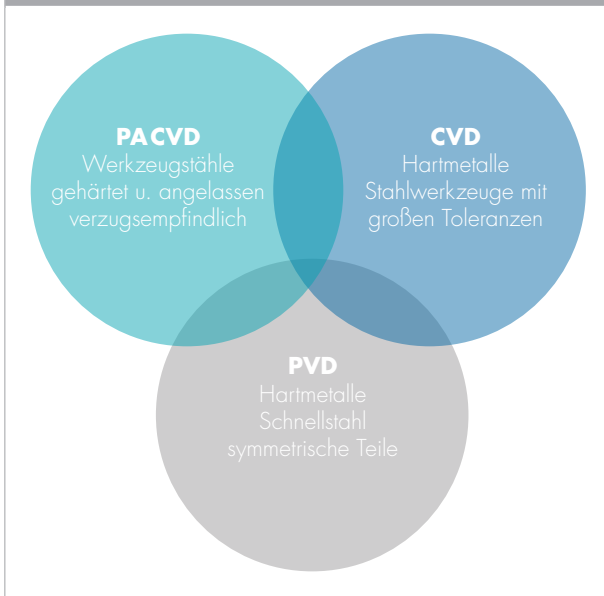 PACVD
Werkzeugstähle
gehärtet u. angelassen
verzugsempfindlich
CVD
Hartmetalle
Stahlwerkzeuge mit
großen Toleranzen
PVD
Hartmetalle
Schnellstahl
symmetrische Teile